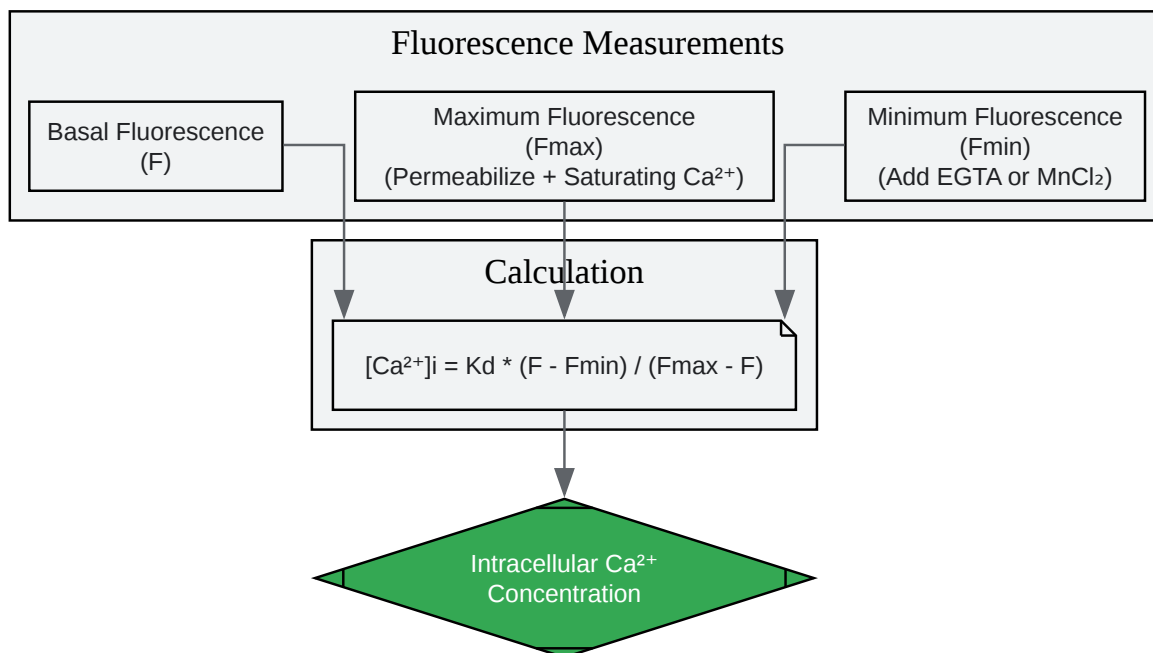 Fluorescence Measurements
Basal Fluorescence
(F)
Maximum Fluorescence
(Fmax)
(Permeabilize + Saturating Ca²⁺)
Minimum Fluorescence
(Fmin)
(Add EGTA or MnCl₂)
Calculation
[Ca²⁺]i = Kd * (F - Fmin) / (Fmax - F)
Intracellular Ca²⁺
Concentration